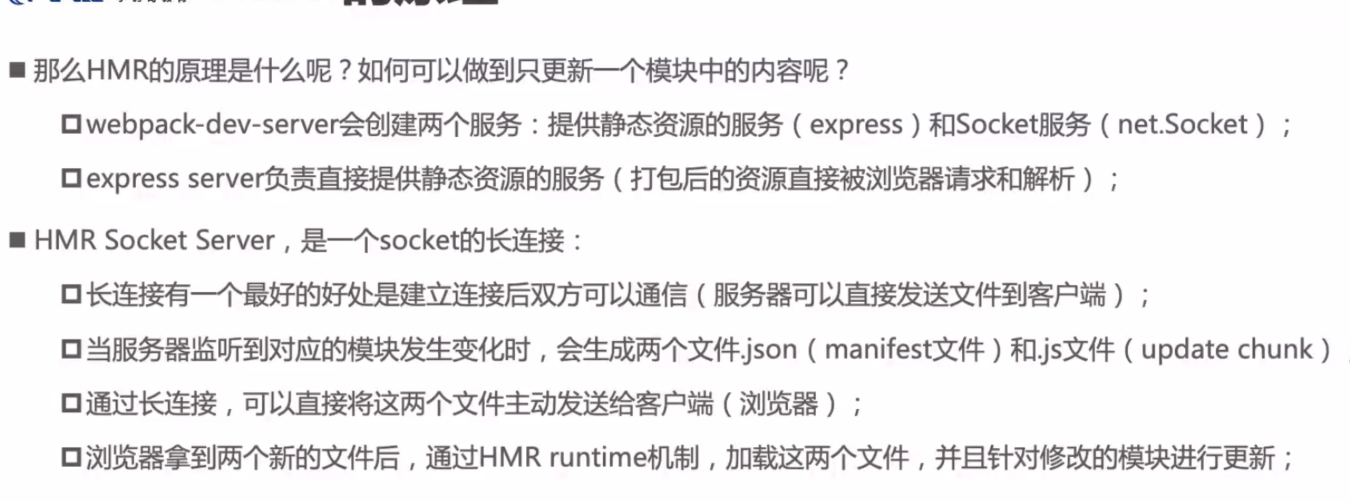 ■ 那么HMR的原理是什么呢？如何可以做到只更新一个模块中的内容呢？
webpack-dev-server会创建两个服务：提供静态资源的服务（express）和Socket服务（net.Socket）；
express server负责直接提供静态资源的服务（打包后的资源直接被浏览器请求和解析）；
■ HMR Socket Server，是一个socket的长连接：
长连接有一个最好的好处是建立连接后双方可以通信（服务器可以直接发送文件到客户端）；
当服务器监听到对应的模块发生变化时，会生成两个文件.json（manifest文件）和.js文件（update chunk）；
通过长连接，可以直接将这两个文件主动发送给客户端（浏览器）；
浏览器拿到两个新的文件后，通过HMR runtime机制，加载这两个文件，并且针对修改的模块进行更新；